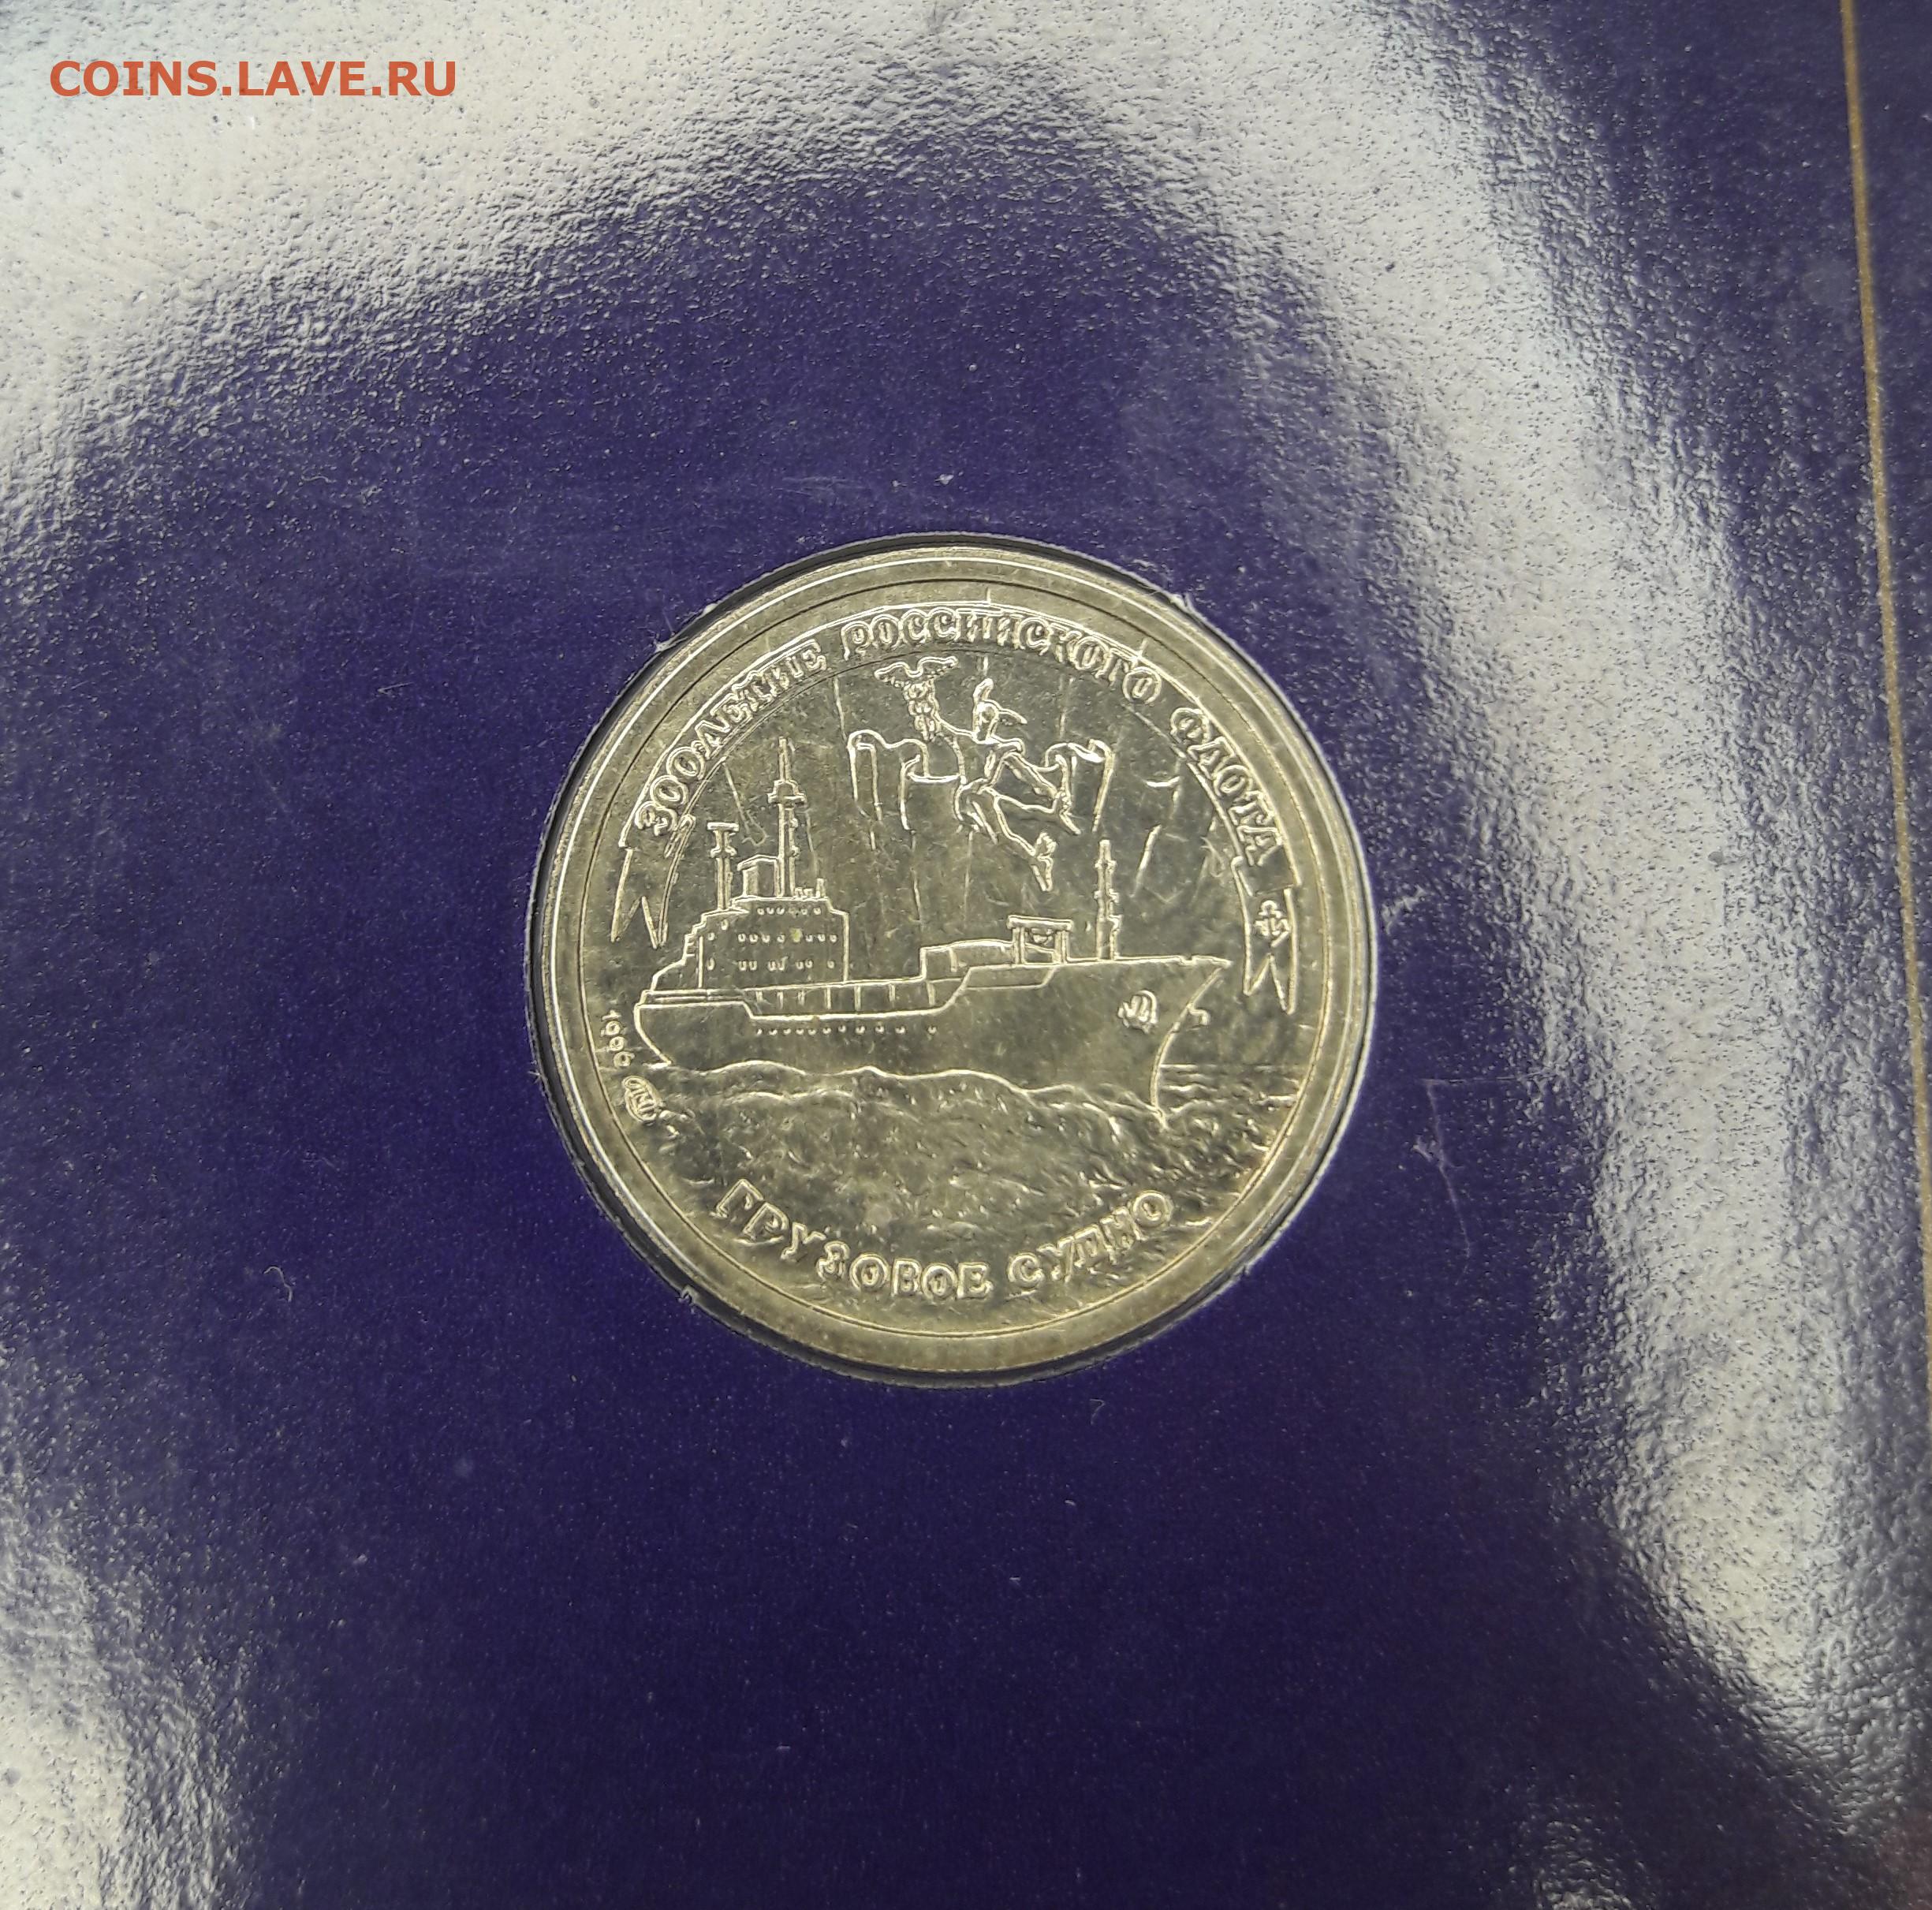 COINS.LAVE.RU
300-ЛЕТИЕ РОССИЙСКОГО ФЛОТА
1996
ГРУЗОВОЕ СУДНО